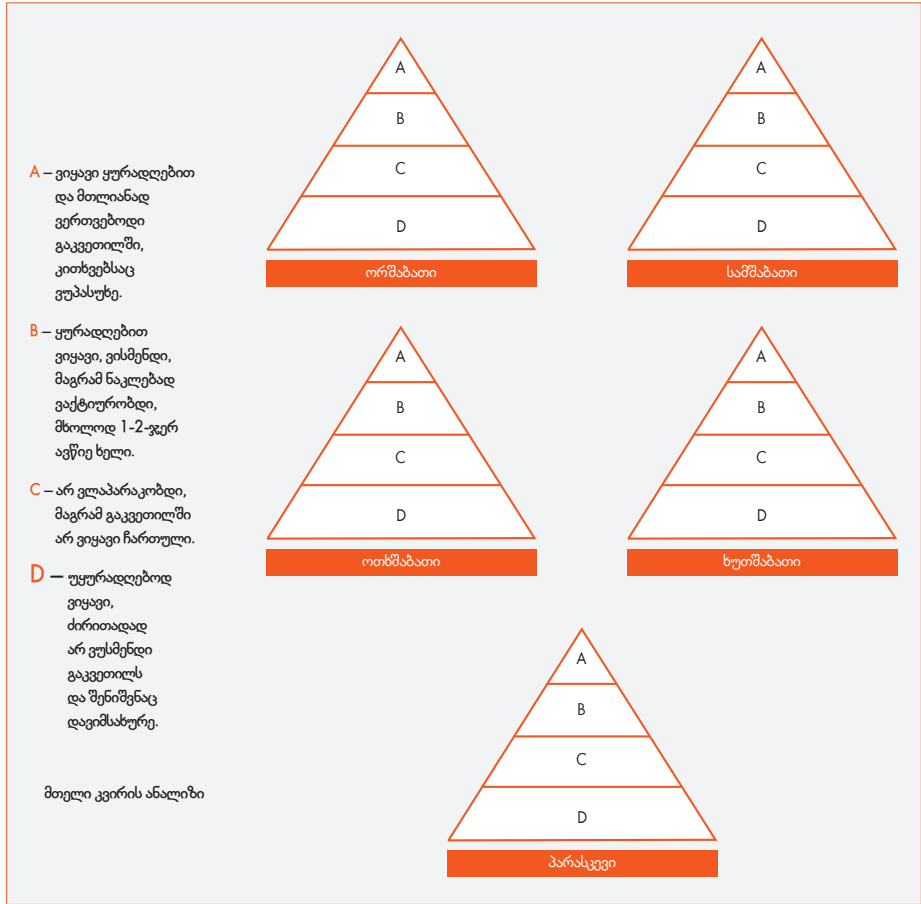 A – ვიყავი ყურადღებით
და მთლიანად
ვერთვებოდი
გაკვეთილში,
კითხვებსაც
ვუპასუხე.
B – ყურადღებით
ვიყავი, ვისმენდი,
მაგრამ ნაკლებად
ვაქტიურობდი,
მხოლოდ 1-2-ჯერ
ავწიე ხელი.
C – არ ვლაპარაკობდი,
მაგრამ გაკვეთილში
არ ვიყავი ჩართული.
D – უყურადღებოდ
ვიყავი,
ძირითადად
არ ვუსმენდი
გაკვეთილს
და შენიშვნაც
დავიმსახურე.
მთელი კვირის ანალიზი
A
B
C
D
ორშაბათი
A
B
C
D
სამშაბათი
A
B
C
D
ოთხშაბათი
A
B
C
D
ხუთშაბათი
A
B
C
D
პარასკევი